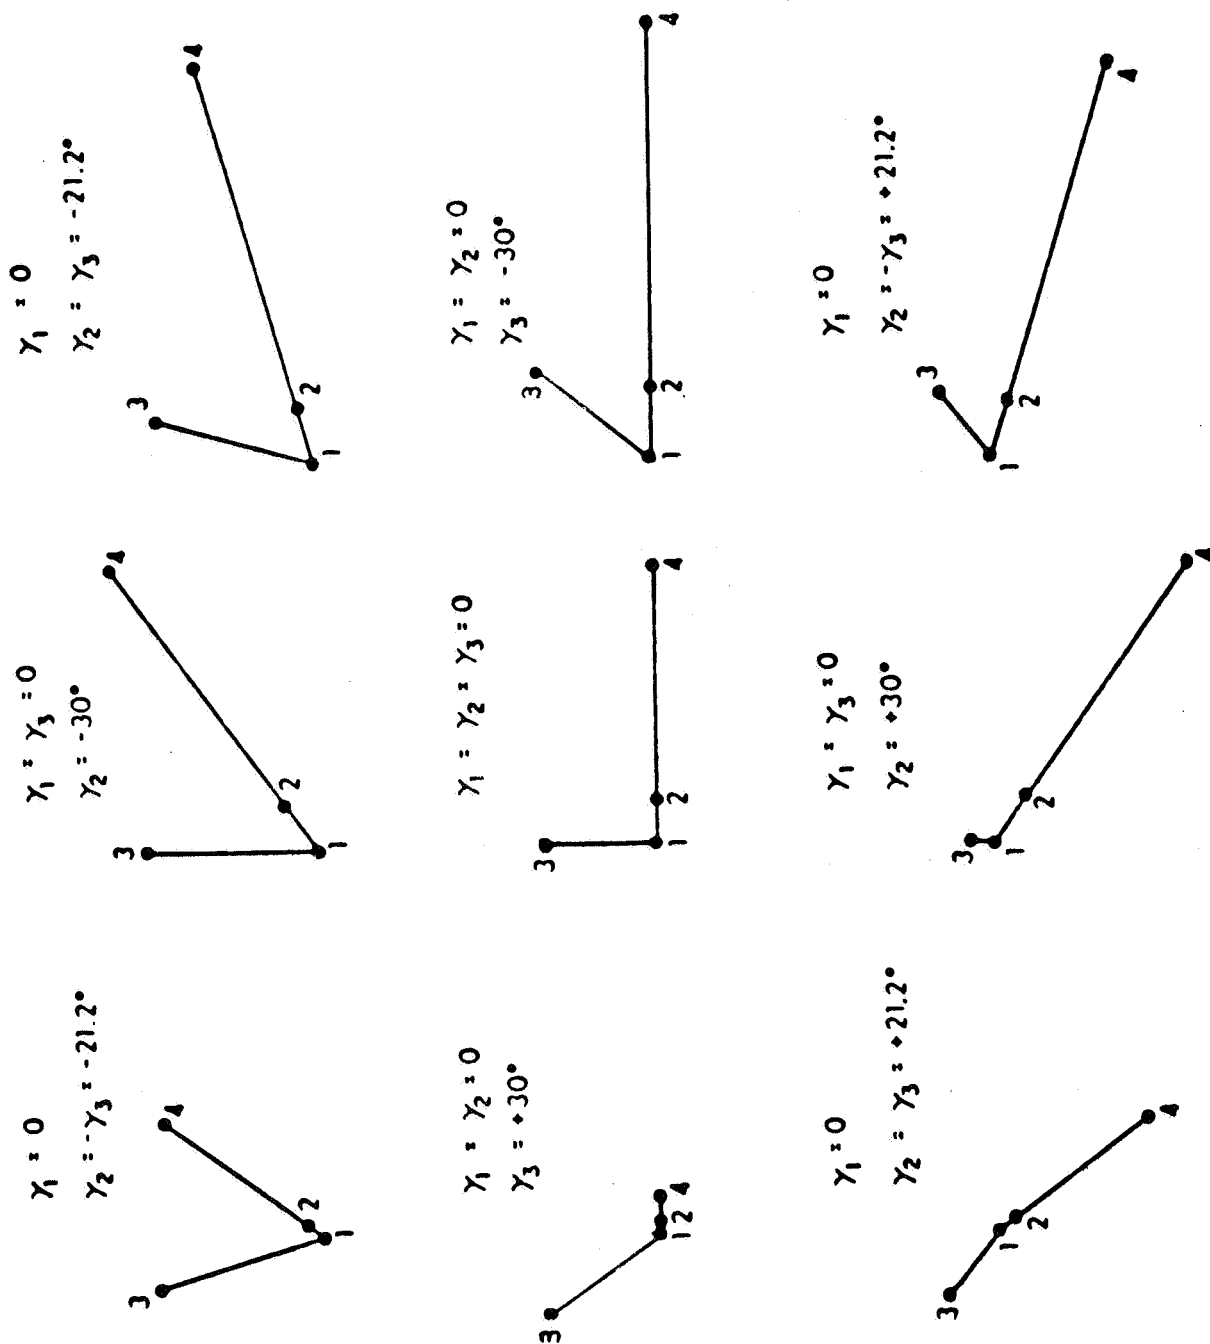 γ₁ = 0
γ₂ = -γ₃ = -21.2°
3
4
2
1
γ₁ = γ₃ = 0
γ₂ = -30°
3
4
2
1
γ₁ = 0
γ₂ = γ₃ = -21.2°
3
4
2
1
γ₁ = γ₂ = 0
γ₃ = +30°
3
1 2 4
γ₁ = γ₂ = γ₃ = 0
3
1 2 4
γ₁ = γ₂ = 0
γ₃ = -30°
3
1 2 4
γ₁ = 0
γ₂ = γ₃ = +21.2°
3
1
2
4
γ₁ = γ₃ = 0
γ₂ = +30°
3
1
2
4
γ₁ = 0
γ₂ = -γ₃ = +21.2°
3
1
2
4